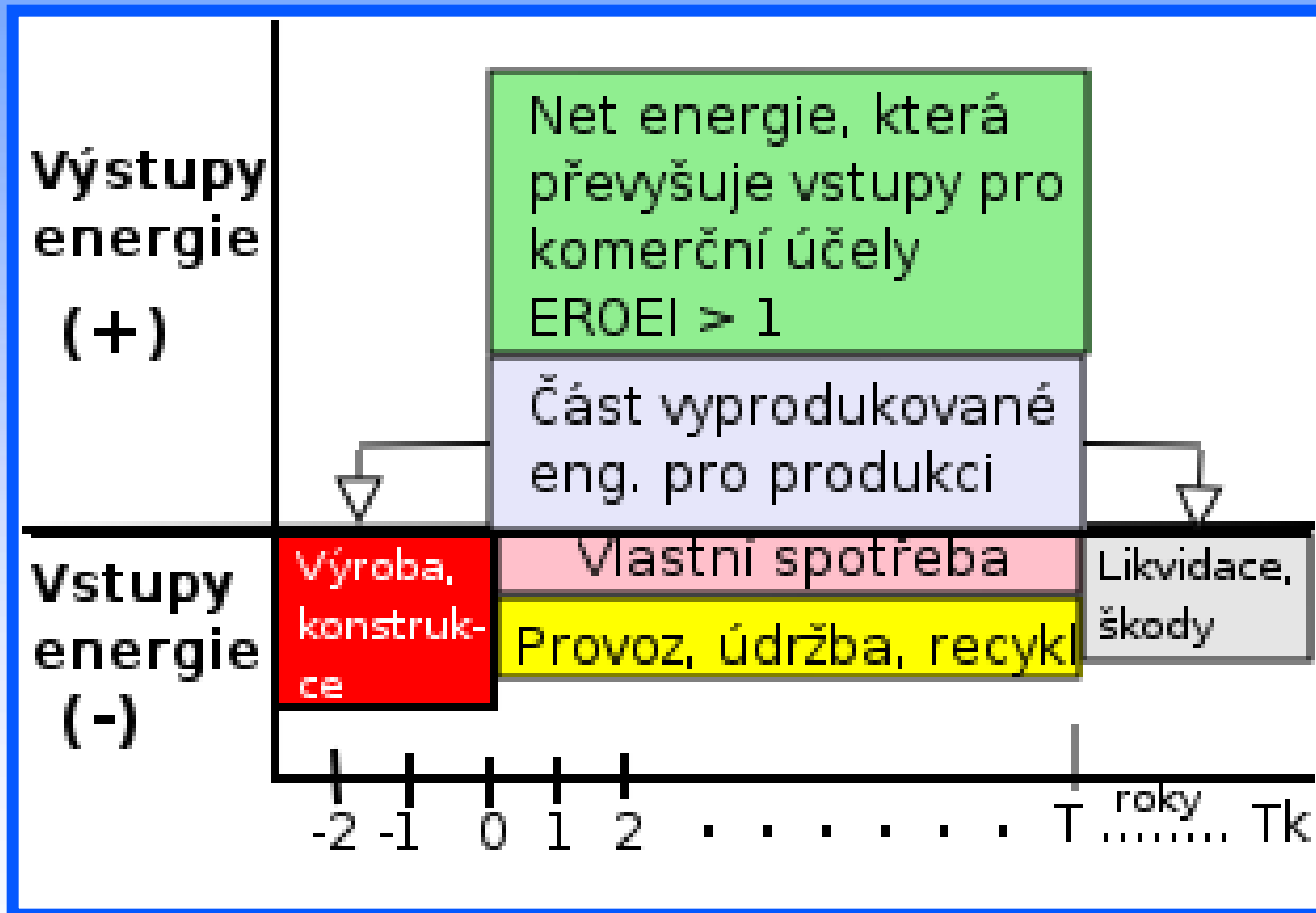 Výstupy
energie
(+)
Net energie, která
převyšuje vstupy pro
komerční účely
EROEI > 1
Část vyprodukované
eng. pro produkci
Vstupy
energie
(-)
Výroba,
konstruk-
ce
Vlastní spotřeba
Provoz, údržba, recykl
Likvidace,
škody
-2 -1 0 1 2 . . . . . . T ........ Tk
roky